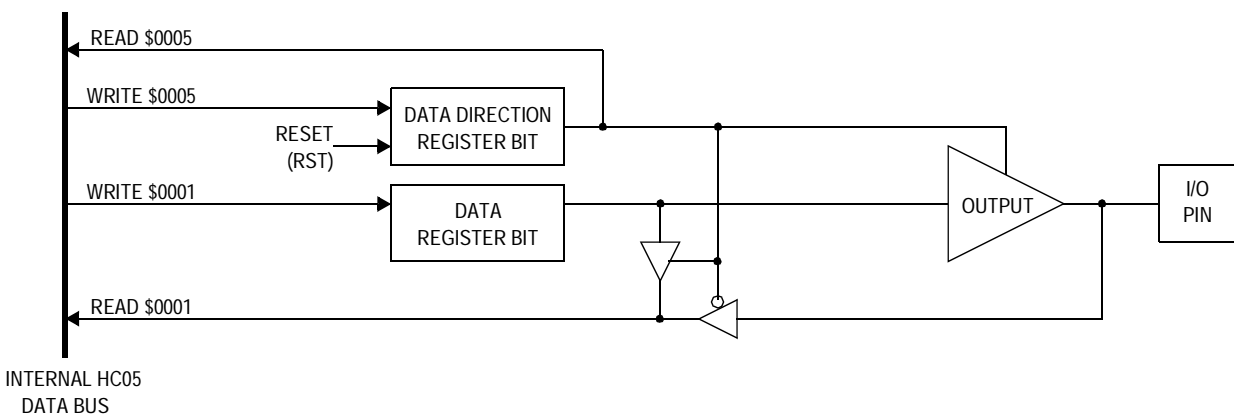 READ $0005
WRITE $0005
DATA DIRECTION
REGISTER BIT
RESET
(RST)
WRITE $0001
DATA
REGISTER BIT
OUTPUT
I/O
PIN
READ $0001
INTERNAL HC05
DATA BUS